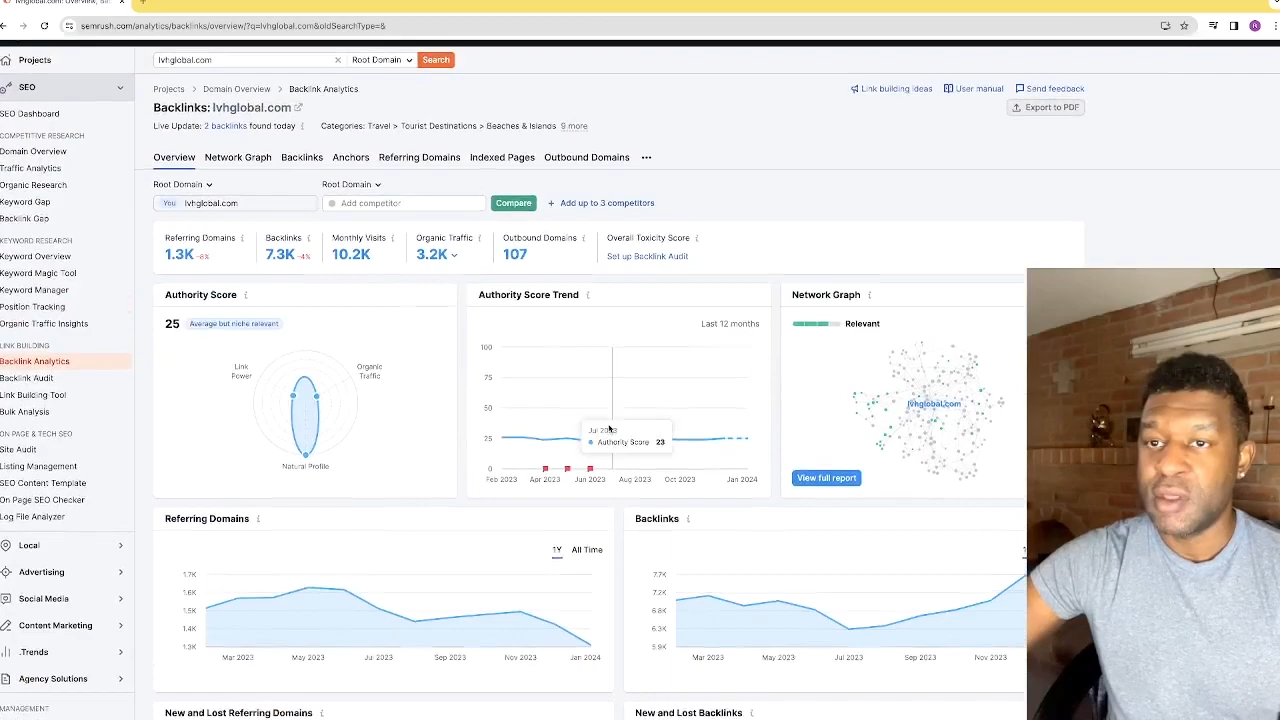 lvhglobal.com: Overview, B
semrush.com/analytics/backlinks/overview/?q=lvhglobal.com&oldSearchType=&
Projects
SEO
SEO Dashboard
COMPETITIVE RESEARCH
Domain Overview
Traffic Analytics
Organic Research
Keyword Gap
Backlink Gap
KEYWORD RESEARCH
Keyword Overview
Keyword Magic Tool
Keyword Manager
Position Tracking
Organic Traffic Insights
LINK BUILDING
Backlink Analytics
Backlink Audit
Link Building Tool
Bulk Analysis
ON PAGE & TECH SEO
Site Audit
Listing Management
SEO Content Template
On Page SEO Checker
Log File Analyzer
Local
Advertising
Social Media
Content Marketing
.Trends
Agency Solutions
MANAGEMENT
lvhglobal.com Root Domain Search
Projects > Domain Overview > Backlink Analytics
Link building ideas User manual Send feedback
Backlinks: lvhglobal.com
Export to PDF
Live Update: 2 backlinks found today Categories: Travel > Tourist Destinations > Beaches & Islands 9 more
Overview Network Graph Backlinks Anchors Referring Domains Indexed Pages Outbound Domains
Root Domain Root Domain
You lvhglobal.com Add competitor Compare + Add up to 3 competitors
Referring Domains Backlinks Monthly Visits Organic Traffic Outbound Domains Overall Toxicity Score
1.3K -8% 7.3K -4% 10.2K 3.2K 107 Set up Backlink Audit
Authority Score
25 Average but niche relevant
Link Power
Organic Traffic
Natural Profile
Authority Score Trend
Last 12 months
100
75
50
25
0
Jul 2023
Authority Score 23
Feb 2023 Apr 2023 Jun 2023 Aug 2023 Oct 2023 Jan 2024
Network Graph
Relevant
lvhglobal.com
View full report
Referring Domains
1Y All Time
1.7K
1.6K
1.5K
1.4K
1.3K
Mar 2023 May 2023 Jul 2023 Sep 2023 Nov 2023 Jan 2024
Backlinks
7.7K
7.2K
6.8K
6.3K
5.9K
Mar 2023 May 2023 Jul 2023 Sep 2023 Nov 2023
New and Lost Referring Domains
New and Lost Backlinks